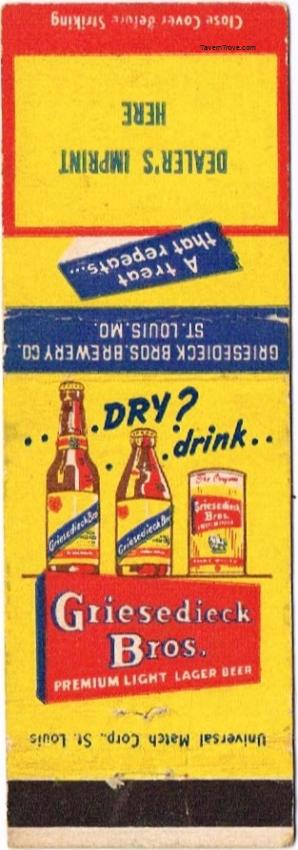 Close Cover Before Striking
TavernTrove.com
DEALER'S IMPRINT
HERE
A treat
that repeats...
GRIESEDIECK BROS. BREWERY CO.
ST. LOUIS, MO.
..DRY?
..drink..
Griesedieck Bros
Griesedieck Bros
Griesedieck
Bros.
Griesedieck
Bros.
PREMIUM LIGHT LAGER BEER
Universal Match Corp., St. Louis